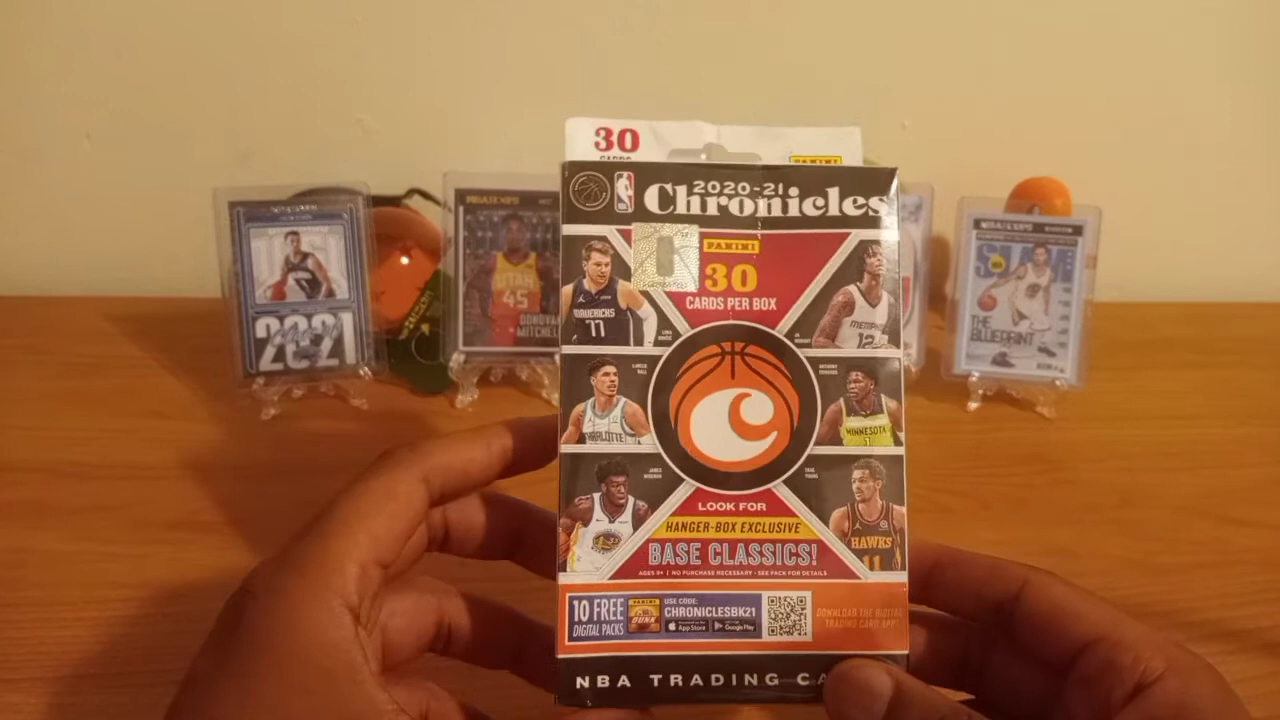 30
CARDS
PANINI
2020-21
Chronicles
NBA
PANINI
30
CARDS PER BOX
MAVERICKS
77
LUKA
DONCIC
MEMPHIS
12
JA
MORANT
LAMELO
BALL
CHARLOTTE
ANTHONY
EDWARDS
MINNESOTA
1
JAMES
WISEMAN
TRAE
YOUNG
HAWKS
11
LOOK FOR
HANGER-BOX EXCLUSIVE
BASE CLASSICS!
AGES 9+ | NO PURCHASE NECESSARY • SEE PACK FOR DETAILS
10 FREE
DIGITAL PACKS
PANINI
DUNK
USE CODE:
CHRONICLESBK21
App Store
Google Play
DOWNLOAD THE DIGITAL
TRADING CARD APP!
NBA TRADING CA
2021
NBA HOOPS
UTAH
45
DONOVAN
MITCHELL
NBA HOOPS
SLAM
THE
BLUEPRINT